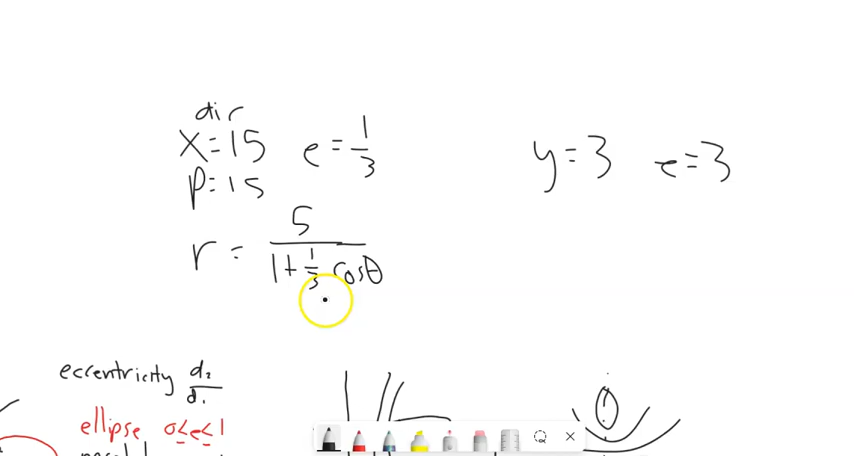 dir
x=15 e=1/3
p=15
r = 5/(1+1/3 cosθ)
y=3 e=3
eccentricity d₂/d₁
ellipse 0≤e≤1